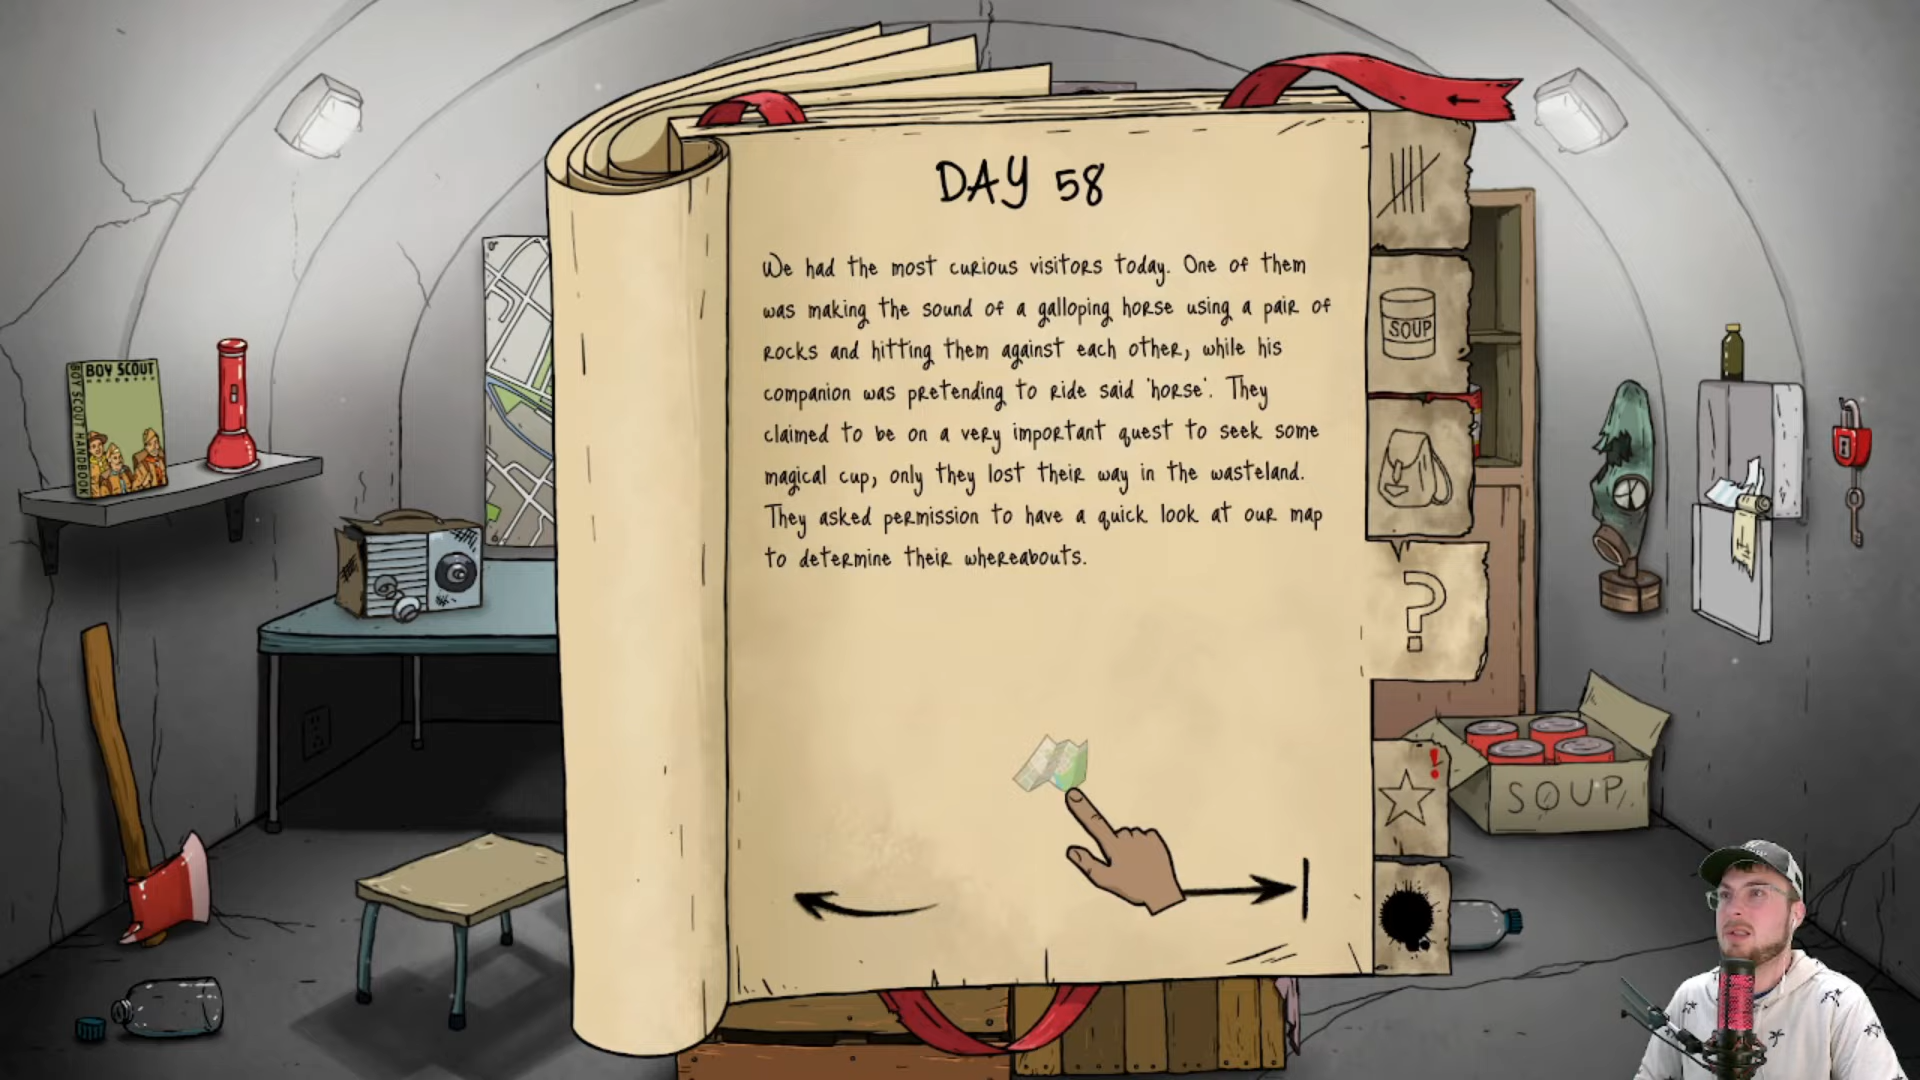 DAY 58
We had the most curious visitors today. One of them
was making the sound of a galloping horse using a pair of
rocks and hitting them against each other, while his
companion was pretending to ride said 'horse'. They
claimed to be on a very important quest to seek some
magical cup, only they lost their way in the wasteland.
They asked permission to have a quick look at our map
to determine their whereabouts.
SOUP
?
!
BOY SCOUT
BOY SCOUT HANDBOOK
SOUP